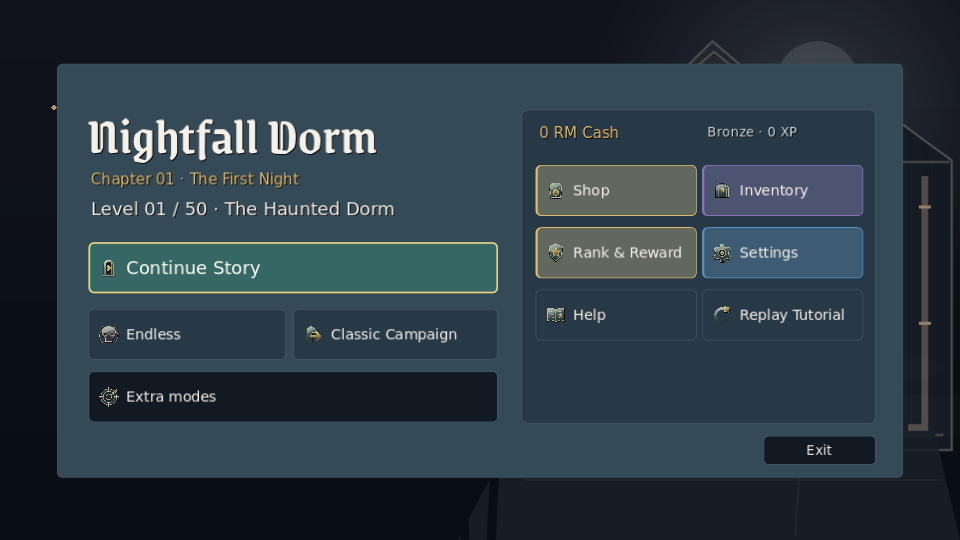 Nightfall Dorm
Chapter 01 · The First Night
Level 01 / 50 · The Haunted Dorm
Continue Story
Endless
Classic Campaign
Extra modes
0 RM Cash
Bronze · 0 XP
Shop
Inventory
Rank & Reward
Settings
Help
Replay Tutorial
Exit